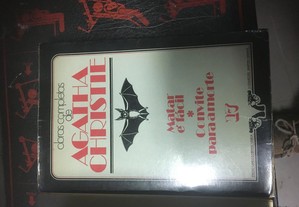 obras completas
de
AGATHA
CHRISTIE
Matar
é fácil
Convite
para a morte